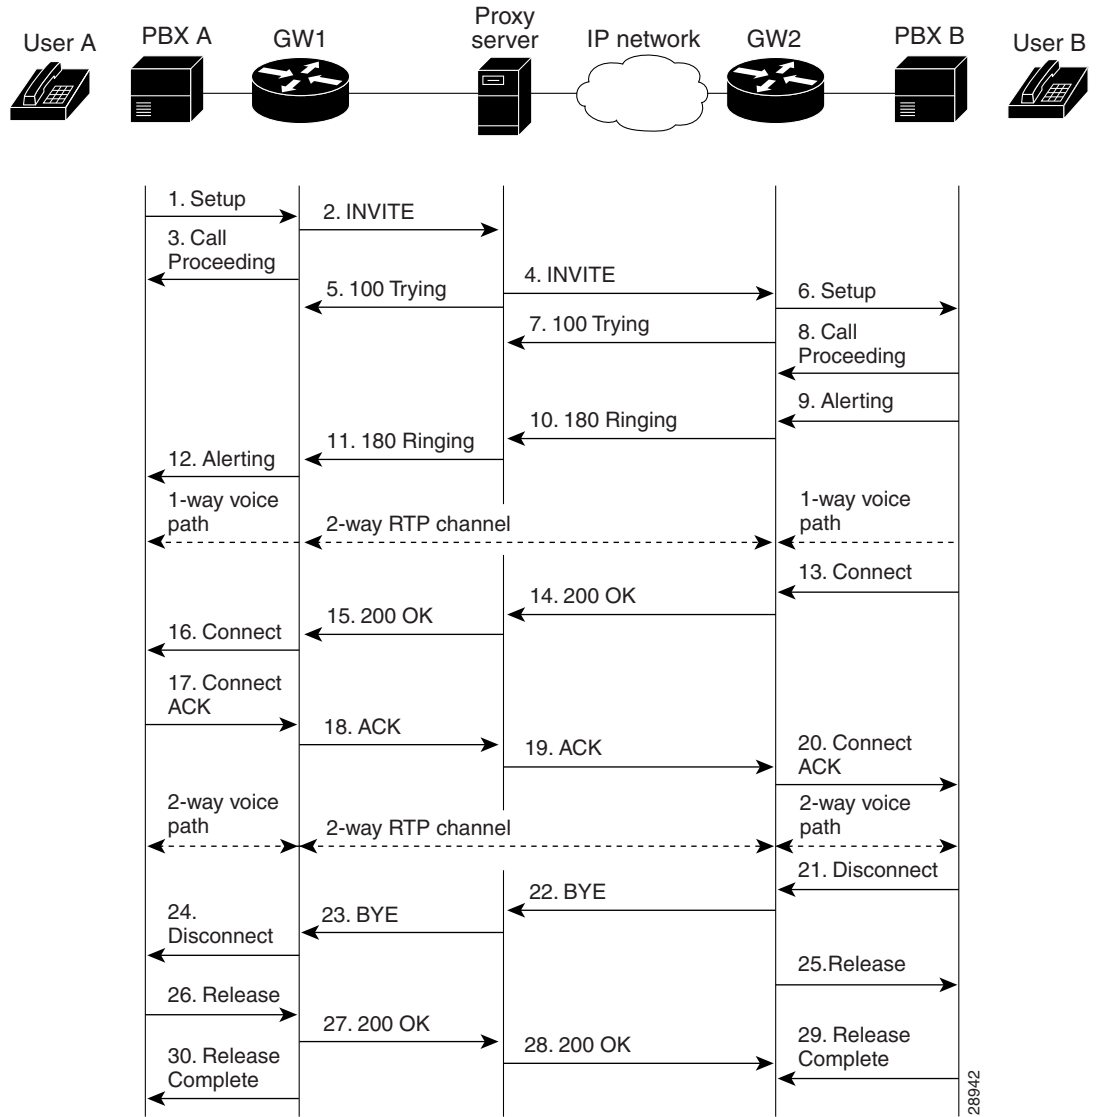 User A
PBX A
GW1
Proxy
server
IP network
GW2
PBX B
User B
1. Setup
2. INVITE
3. Call
Proceeding
4. INVITE
5. 100 Trying
6. Setup
7. 100 Trying
8. Call
Proceeding
9. Alerting
10. 180 Ringing
11. 180 Ringing
12. Alerting
1-way voice
path
2-way RTP channel
1-way voice
path
13. Connect
14. 200 OK
15. 200 OK
16. Connect
17. Connect
ACK
18. ACK
19. ACK
20. Connect
ACK
2-way voice
path
2-way RTP channel
2-way voice
path
21. Disconnect
22. BYE
23. BYE
24.
Disconnect
25.Release
26. Release
27. 200 OK
28. 200 OK
29. Release
Complete
30. Release
Complete
28942